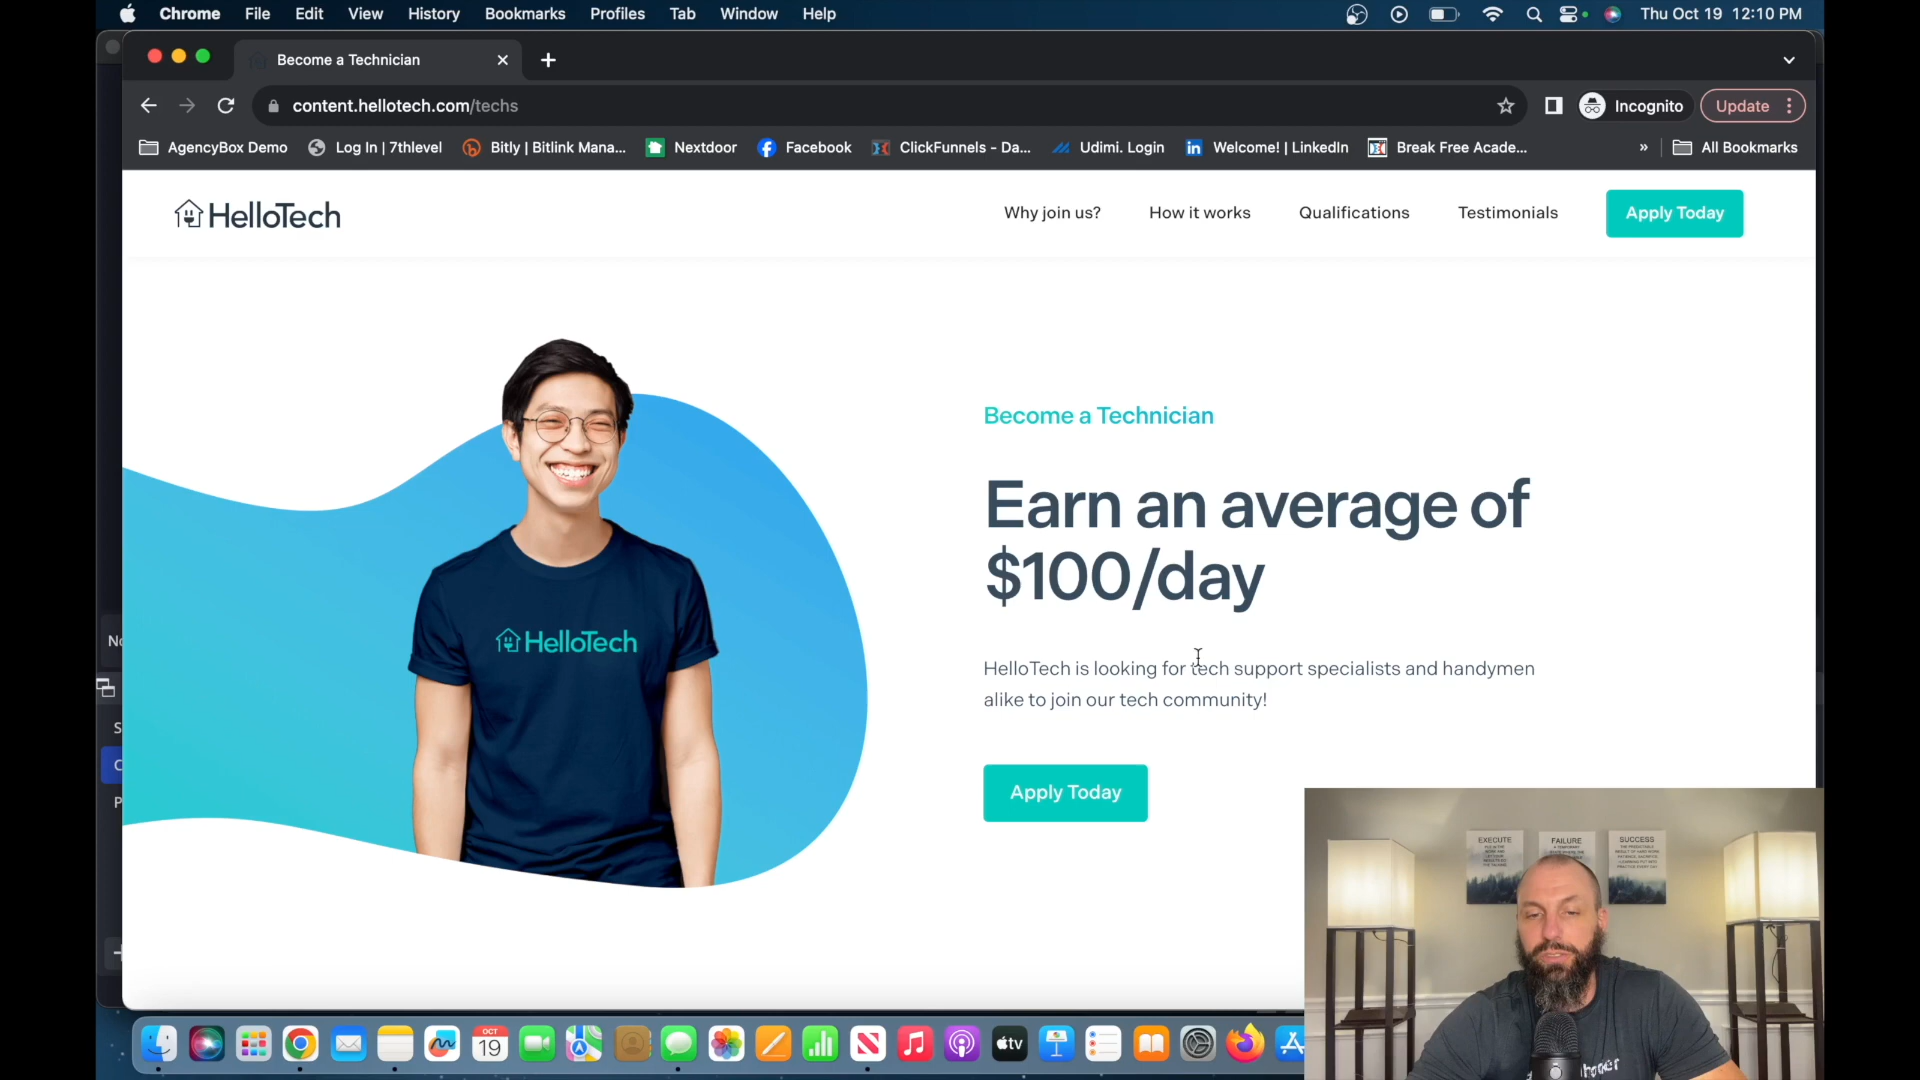 Chrome File Edit View History Bookmarks Profiles Tab Window Help Thu Oct 19 12:10 PM
Become a Technician
content.hellotech.com/techs
Incognito
Update
AgencyBox Demo Log In | 7thlevel Bitly | Bitlink Mana... Nextdoor Facebook ClickFunnels - Da... Udimi. Login Welcome! | LinkedIn Break Free Acade... » All Bookmarks
HelloTech
Why join us? How it works Qualifications Testimonials Apply Today
Become a Technician
Earn an average of
$100/day
HelloTech
HelloTech is looking for tech support specialists and handymen
alike to join our tech community!
Apply Today
EXECUTE
FAILURE
SUCCESS
OCT
19
tv